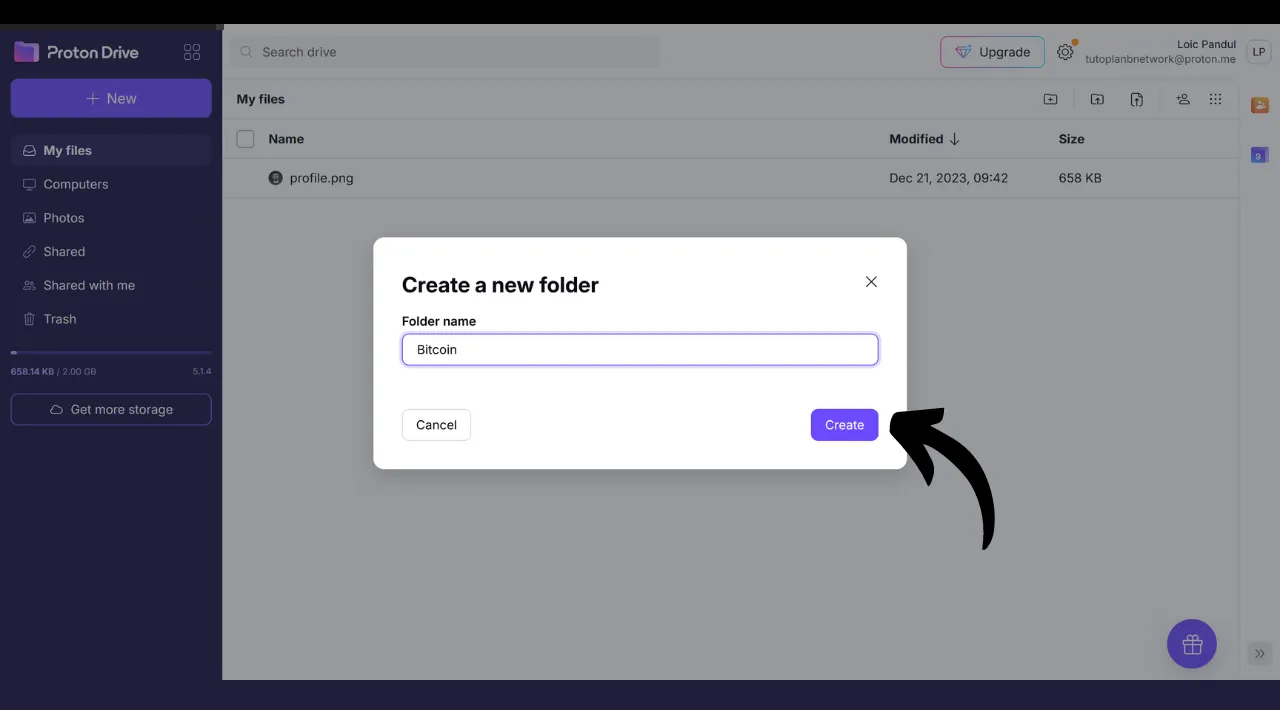 Proton Drive
Search drive
Upgrade
Loic Pandul
tutoplanbnetwork@proton.me
LP
New
My files
Name
Modified
Size
profile.png
Dec 21, 2023, 09:42
658 KB
9
My files
Computers
Photos
Shared
Shared with me
Trash
658.14 KB / 2.00 GB
5.1.4
Get more storage
Create a new folder
Folder name
Bitcoin
Cancel
Create